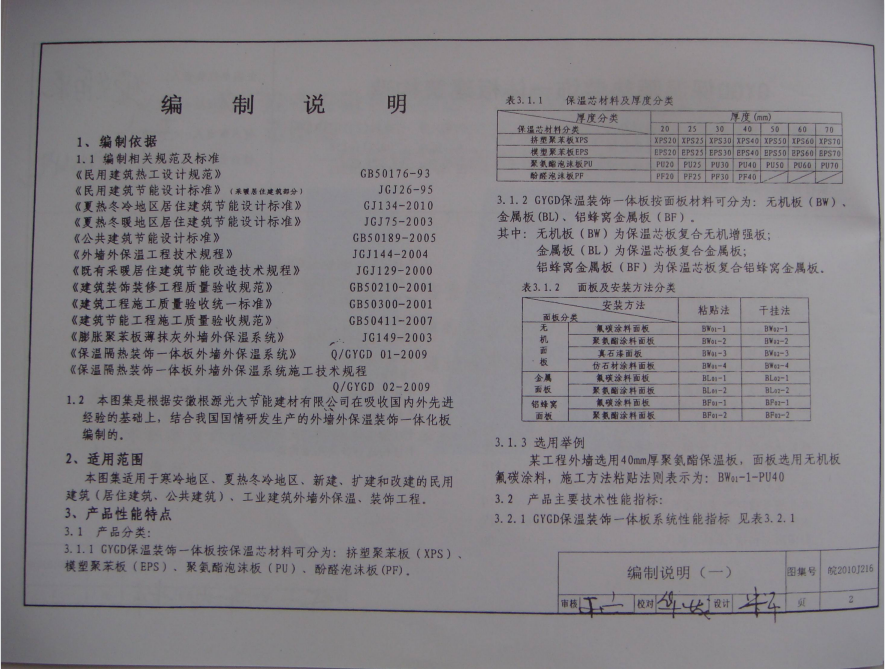 编 制 说 明
1、编制依据
1.1 编制相关规范及标准
《民用建筑热工设计规范》 GB50176-93
《民用建筑节能设计标准》(采暖居住建筑部分) JGJ26-95
《夏热冬冷地区居住建筑节能设计标准》 GJ134-2010
《夏热冬暖地区居住建筑节能设计标准》 JGJ75-2003
《公共建筑节能设计标准》 GB50189-2005
《外墙外保温工程技术规程》 JGJ144-2004
《既有采暖居住建筑节能改造技术规程》 JGJ129-2000
《建筑装饰装修工程质量验收规范》 GB50210-2001
《建筑工程施工质量验收统一标准》 GB50300-2001
《建筑节能工程施工质量验收规范》 GB50411-2007
《膨胀聚苯板薄抹灰外墙外保温系统》 JG149-2003
《保温隔热装饰一体板外墙外保温系统》 Q/GYGD 01-2009
《保温隔热装饰一体板外墙外保温系统施工技术规程
Q/GYGD 02-2009
1.2 本图集是根据安徽根源光大节能建材有限公司在吸收国内外先进
经验的基础上，结合我国国情研发生产的外墙外保温装饰一体化板
编制的。
2、适用范围
本图集适用于寒冷地区、夏热冬冷地区、新建、扩建和改建的民用
建筑（居住建筑、公共建筑）、工业建筑外墙外保温、装饰工程。
3、产品性能特点
3.1 产品分类:
3.1.1 GYGD保温装饰一体板按保温芯材料可分为：挤塑聚苯板（XPS）、
模塑聚苯板（EPS）、聚氨酯泡沫板（PU）、酚醛泡沫板(PF)。
表3.1.1 保温芯材料及厚度分类
厚度分类 厚度(mm)
保温芯材料分类 20 25 30 40 50 60 70
挤塑聚苯板XPS XPS20 XPS25 XPS30 XPS40 XPS50 XPS60 XPS70
模塑聚苯板EPS EPS20 EPS25 EPS30 EPS40 EPS50 EPS60 EPS70
聚氨酯泡沫板PU PU20 PU25 PU30 PU40 PU50 PU60 PU70
酚醛泡沫板PF PF20 PF25 PF30 PF40
3.1.2 GYGD保温装饰一体板按面板材料可分为：无机板（BW）、
金属板(BL)、铝蜂窝金属板（BF）。
其中：无机板（BW）为保温芯板复合无机增强板;
金属板（BL）为保温芯板复合金属板;
铝蜂窝金属板（BF）为保温芯板复合铝蜂窝金属板。
表3.1.2 面板及安装方法分类
安装方法 粘贴法 干挂法
面板分类
无机面板 氟碳涂料面板 BW01-1 BW02-1
聚氨酯涂料面板 BW01-2 BW02-2
真石漆面板 BW01-3 BW02-3
仿石材涂料面板 BW01-4 BW02-4
金属面板 氟碳涂料面板 BL01-1 BL02-1
聚氨酯涂料面板 BL01-2 BL02-2
铝蜂窝面板 氟碳涂料面板 BF01-1 BF02-1
聚氨酯涂料面板 BF01-2 BF02-2
3.1.3 选用举例
某工程外墙选用40mm厚聚氨酯保温板，面板选用无机板
氟碳涂料，施工方法粘贴法则表示为：BW01-1-PU40
3.2 产品主要技术性能指标:
3.2.1 GYGD保温装饰一体板系统性能指标 见表3.2.1
编制说明（一） 图集号 皖2010J216
审核 校对 设计 页 2